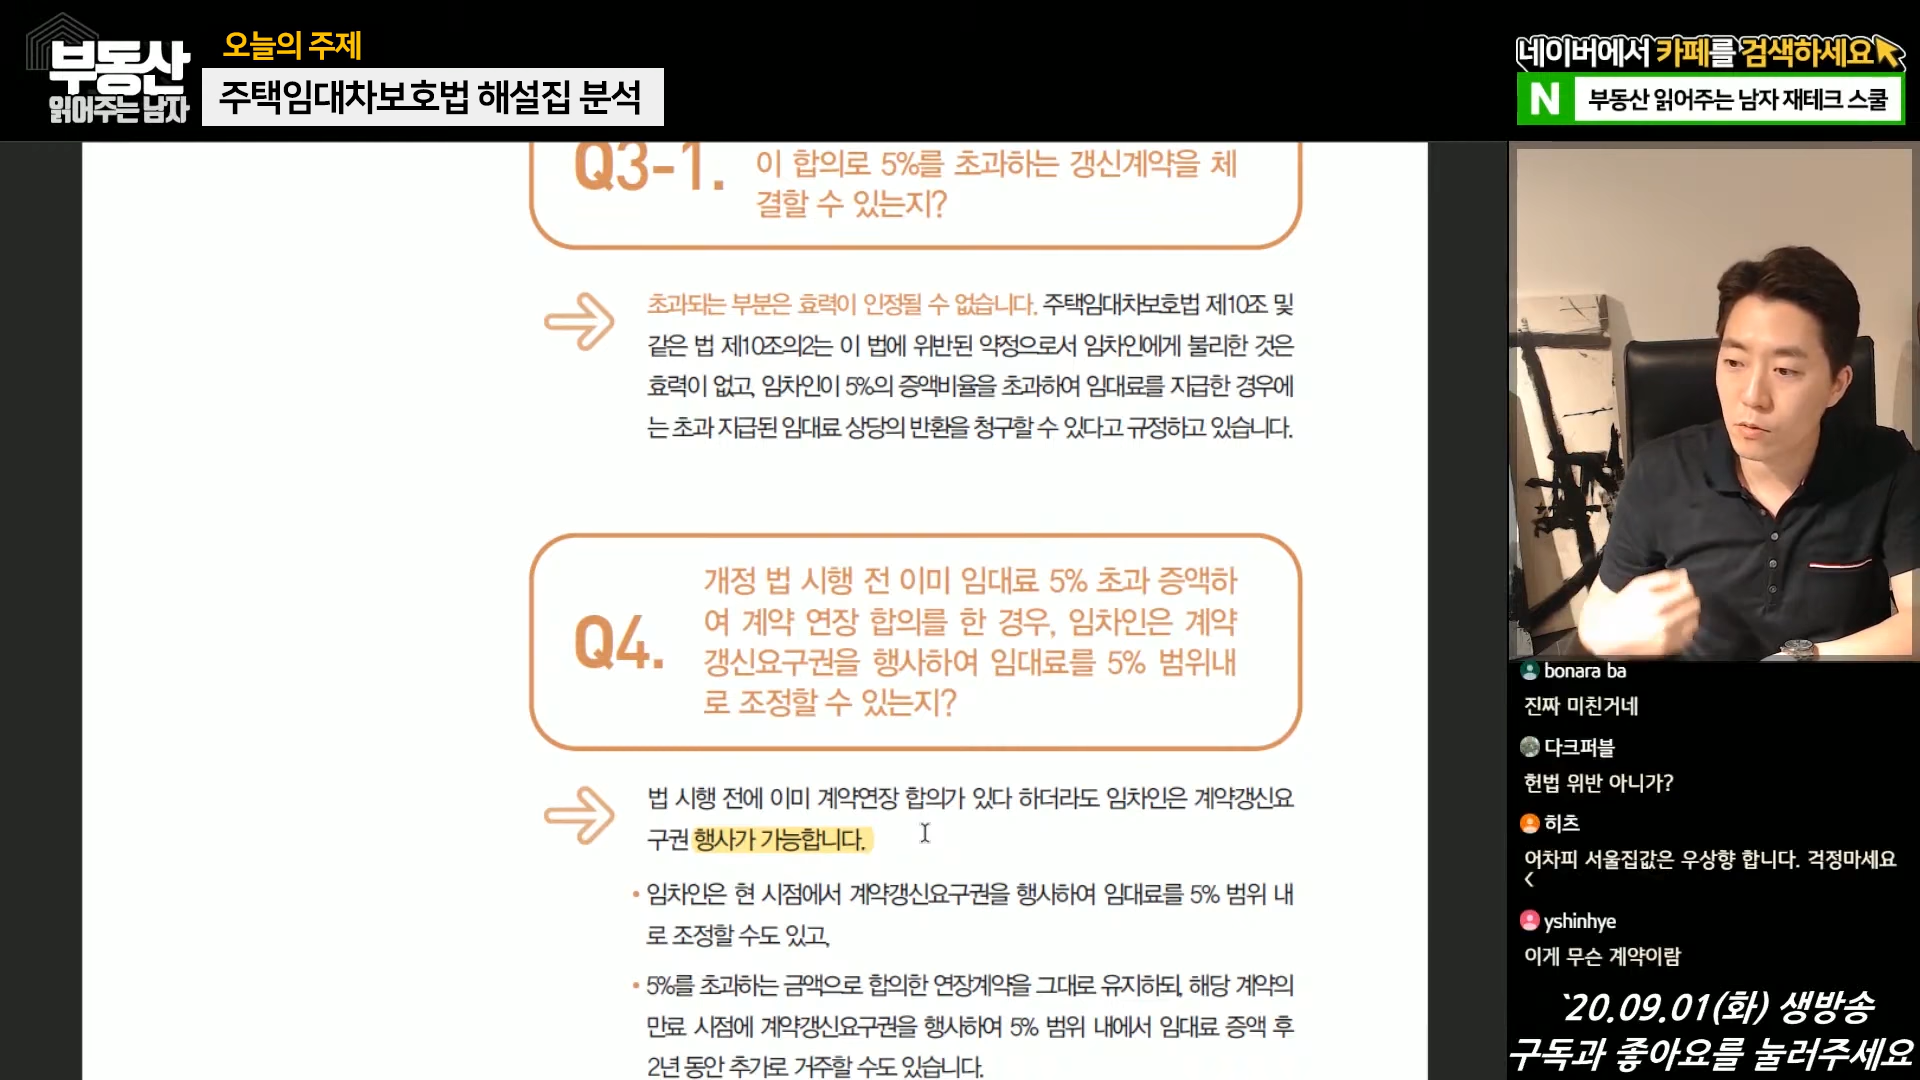 부동산
읽어주는 남자
오늘의 주제
주택임대차보호법 해설집 분석
네이버에서 카페를 검색하세요
N 부동산 읽어주는 남자 재테크 스쿨
Q3-1.
이 합의로 5%를 초과하는 갱신계약을 체
결할 수 있는지?
초과되는 부분은 효력이 인정될 수 없습니다. 주택임대차보호법 제10조 및
같은 법 제10조의2는 이 법에 위반된 약정으로서 임차인에게 불리한 것은
효력이 없고, 임차인이 5%의 증액비율을 초과하여 임대료를 지급한 경우에
는 초과 지급된 임대료 상당의 반환을 청구할 수 있다고 규정하고 있습니다.
Q4.
개정 법 시행 전 이미 임대료 5% 초과 증액하
여 계약 연장 합의를 한 경우, 임차인은 계약
갱신요구권을 행사하여 임대료를 5% 범위내
로 조정할 수 있는지?
법 시행 전에 이미 계약연장 합의가 있다 하더라도 임차인은 계약갱신요
구권 행사가 가능합니다.
• 임차인은 현 시점에서 계약갱신요구권을 행사하여 임대료를 5% 범위 내
로 조정할 수도 있고,
• 5%를 초과하는 금액으로 합의한 연장계약을 그대로 유지하되, 해당 계약의
만료 시점에 계약갱신요구권을 행사하여 5% 범위 내에서 임대료 증액 후
2년 동안 추가로 거주할 수도 있습니다.
bonara ba
진짜 미친거네
다크퍼블
헌법 위반 아니가?
히츠
어차피 서울집값은 우상향 합니다. 걱정마세요
<
yshinhye
이게 무슨 계약이람
`20.09.01(화) 생방송
구독과 좋아요를 눌러주세요